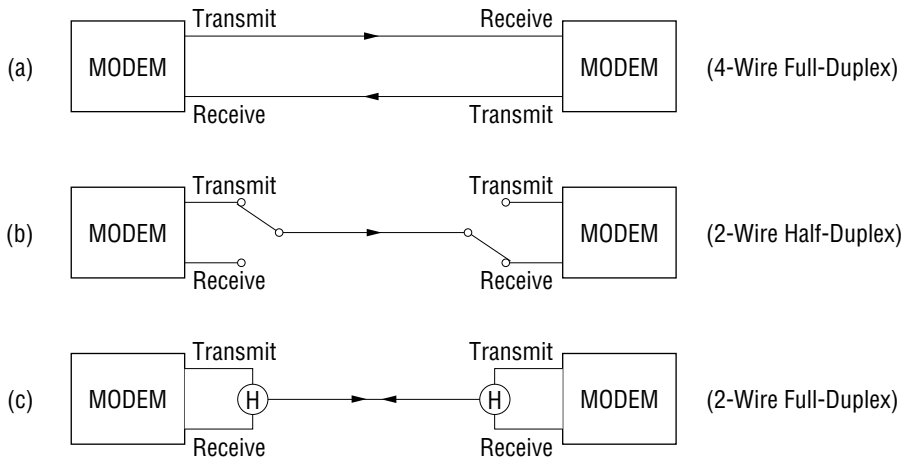 Transmit Receive
(a) MODEM MODEM (4-Wire Full-Duplex)
Receive Transmit
Transmit Transmit
(b) MODEM MODEM (2-Wire Half-Duplex)
Receive Receive
Transmit Transmit
(c) MODEM H H MODEM (2-Wire Full-Duplex)
Receive Receive